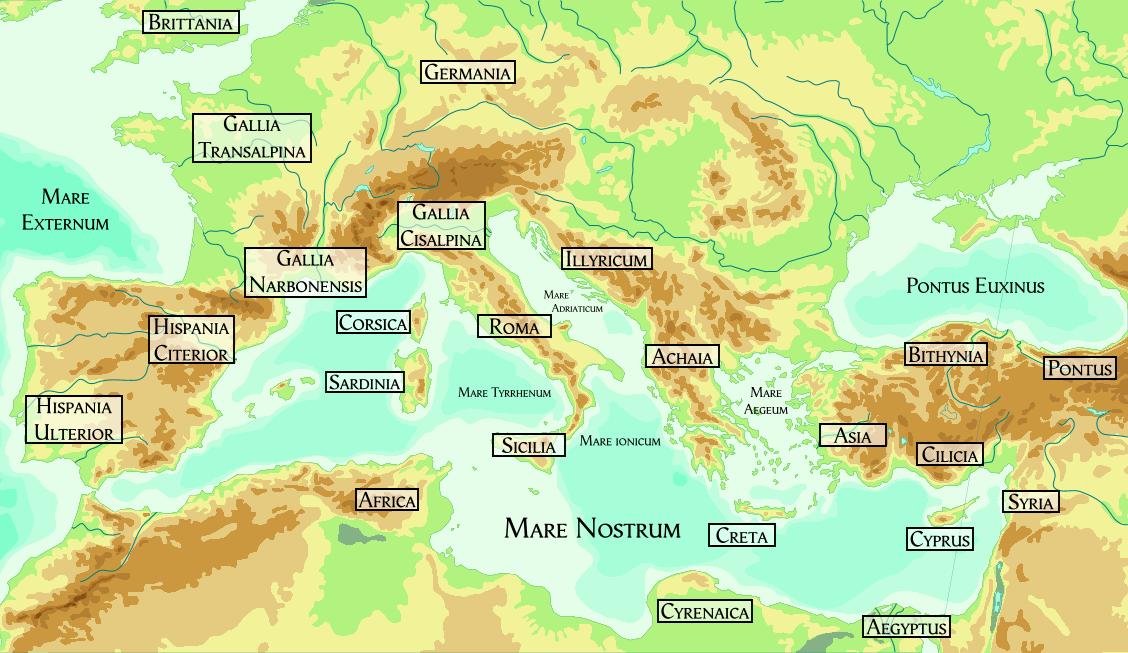 BRITTANIA
GERMANIA
GALLIA
TRANSALPINA
MARE
EXTERNUM
GALLIA
CISALPINA
GALLIA
NARBONENSIS
ILLYRICUM
PONTUS EUXINUS
MARE
ADRIATICUM
HISPANIA
CITERIOR
CORSICA
ROMA
ACHAIA
BITHYNIA
PONTUS
SARDINIA
MARE TYRRHENUM
MARE
AEGEUM
HISPANIA
ULTERIOR
SICILIA
MARE IONICUM
ASIA
CILICIA
AFRICA
SYRIA
MARE NOSTRUM
CRETA
CYPRUS
CYRENAICA
AEGYPTUS